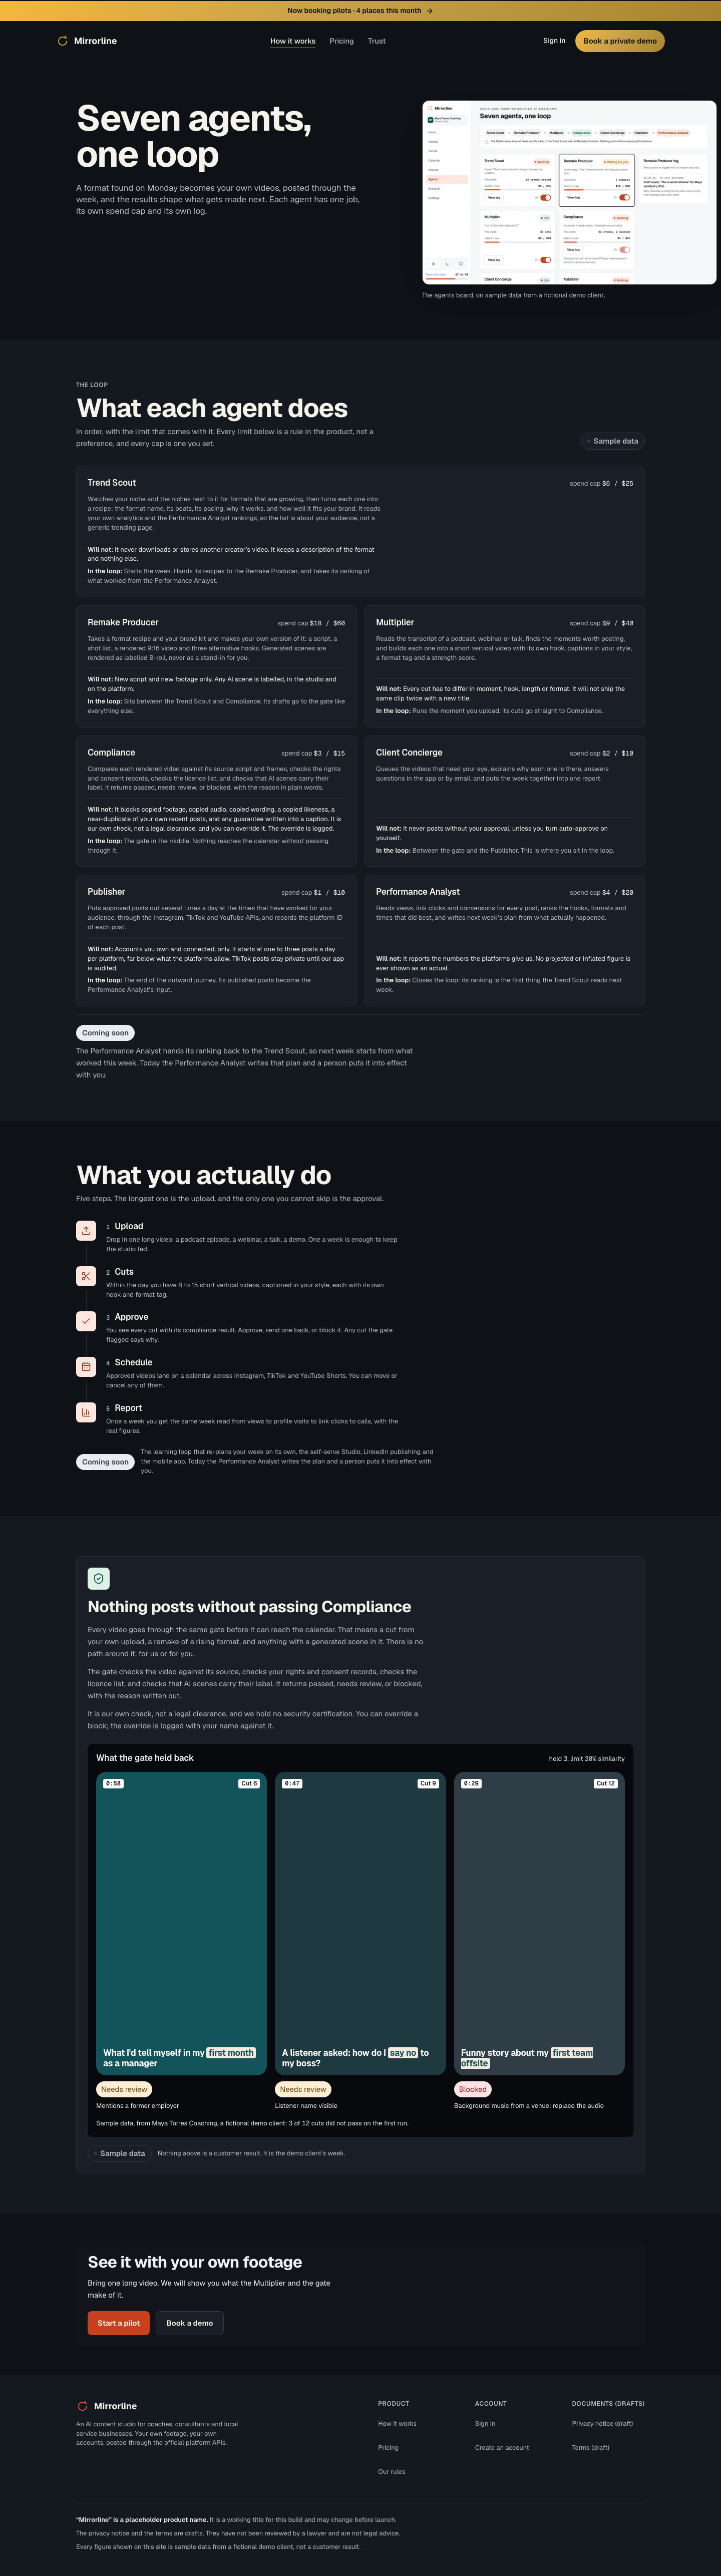 Now booking pilots · 4 places this month →
Mirrorline
How it works
Pricing
Trust
Sign in
Book a private demo
Seven agents,
one loop
A format found on Monday becomes your own videos, posted through the
week, and the results shape what gets made next. Each agent has one job,
its own spend cap and its own log.
Mirrorline
Home
Upload
Trends
Calendar
Results
Agents
Settings
Seven agents, one loop
Trend Scout
Remake Producer
Multiplier
Compliance
Client Concierge
Publisher
Performance Analyst
Trend Scout
Working
View log
Remake Producer
Waiting for you
View log
Remake Producer log
Multiplier
View log
Compliance
Working
View log
Client Concierge
Publisher
Working
The agents board, on sample data from a fictional demo client.
THE LOOP
What each agent does
In order, with the limit that comes with it. Every limit below is a rule in the product, not a
preference, and every cap is one you set.
Sample data
Trend Scout
spend cap $6 / $25
Watches your niche and the niches next to it for formats that are growing, then turns each one into
a recipe: the format name, its beats, its pacing, why it works, and how well it fits your brand. It reads
your own analytics and the Performance Analyst rankings, so the list is about your audience, not a
generic trending page.
Will not: It never downloads or stores another creator's video. It keeps a description of the format
and nothing else.
In the loop: Starts the week. Hands its recipes to the Remake Producer, and takes its ranking of
what worked from the Performance Analyst.
Remake Producer
spend cap $18 / $60
Takes a format recipe and your brand kit and makes your own version of it: a script, a
shot list, a rendered 9:16 video and three alternative hooks. Generated scenes are
rendered as labelled B-roll, never as a stand-in for you.
Will not: New script and new footage only. Any AI scene is labelled, in the studio and
on the platform.
In the loop: Sits between the Trend Scout and Compliance. Its drafts go to the gate like
everything else.
Multiplier
spend cap $9 / $40
Reads the transcript of a podcast, webinar or talk, finds the moments worth posting,
and builds each one into a short vertical video with its own hook, captions in your style,
a format tag and a strength score.
Will not: Every cut has to differ in moment, hook, length or format. It will not ship the
same clip twice with a new title.
In the loop: Runs the moment you upload. Its cuts go straight to Compliance.
Compliance
spend cap $3 / $15
Compares each rendered video against its source script and frames, checks the rights
and consent records, checks the licence list, and checks that AI scenes carry their
label. It returns passed, needs review, or blocked, with the reason in plain words.
Will not: It blocks copied footage, copied audio, copied wording, a copied likeness, a
near-duplicate of your own recent posts, and any guarantee written into a caption. It is
our own check, not a legal clearance, and you can override it. The override is logged.
In the loop: The gate in the middle. Nothing reaches the calendar without passing
through it.
Client Concierge
spend cap $2 / $10
Queues the videos that need your eye, explains why each one is there, answers
questions in the app or by email, and puts the week together into one report.
Will not: It never posts without your approval, unless you turn auto-approve on
yourself.
In the loop: Between the gate and the Publisher. This is where you sit in the loop.
Publisher
spend cap $1 / $10
Puts approved posts out several times a day at the times that have worked for your
audience, through the Instagram, TikTok and YouTube APIs, and records the platform ID
of each post.
Will not: Accounts you own and connected, only. It starts at one to three posts a day
per platform, far below what the platforms allow. TikTok posts stay private until our app
is audited.
In the loop: The end of the outward journey. Its published posts become the
Performance Analyst's input.
Performance Analyst
spend cap $4 / $20
Reads views, link clicks and conversions for every post, ranks the hooks, formats and
times that did best, and writes next week's plan from what actually happened.
Will not: It reports the numbers the platforms give us. No projected or inflated figure is
ever shown as an actual.
In the loop: Closes the loop: its ranking is the first thing the Trend Scout reads next
week.
Coming soon
The Performance Analyst hands its ranking back to the Trend Scout, so next week starts from what
worked this week. Today the Performance Analyst writes that plan and a person puts it into effect
with you.
What you actually do
Five steps. The longest one is the upload, and the only one you cannot skip is the approval.
1 Upload
Drop in one long video: a podcast episode, a webinar, a talk, a demo. One a week is enough to keep
the studio fed.
2 Cuts
Within the day you have 8 to 15 short vertical videos, captioned in your style, each with its own
hook and format tag.
3 Approve
You see every cut with its compliance result. Approve, send one back, or block it. Any cut the gate
flagged says why.
4 Schedule
Approved videos land on a calendar across Instagram, TikTok and YouTube Shorts. You can move or
cancel any of them.
5 Report
Once a week you get the same week read from views to profile visits to link clicks to calls, with the
real figures.
Coming soon
The learning loop that re-plans your week on its own, the self-serve Studio, LinkedIn publishing and
the mobile app. Today the Performance Analyst writes the plan and a person puts it into effect with
you.
Nothing posts without passing Compliance
Every video goes through the same gate before it can reach the calendar. That means a cut from
your own upload, a remake of a rising format, and anything with a generated scene in it. There is no
path around it, for us or for you.
The gate checks the video against its source, checks your rights and consent records, checks the
licence list, and checks that AI scenes carry their label. It returns passed, needs review, or blocked,
with the reason written out.
It is our own check, not a legal clearance, and we hold no security certification. You can override a
block; the override is logged with your name against it.
What the gate held back
held 3, limit 30% similarity
0:58
Cut 6
What I'd tell myself in my first month
as a manager
Needs review
Mentions a former employer
0:47
Cut 9
A listener asked: how do I say no to
my boss?
Needs review
Listener name visible
0:29
Cut 12
Funny story about my first team
offsite
Blocked
Background music from a venue; replace the audio
Sample data, from Maya Torres Coaching, a fictional demo client: 3 of 12 cuts did not pass on the first run.
Sample data
Nothing above is a customer result. It is the demo client's week.
See it with your own footage
Bring one long video. We will show you what the Multiplier and the gate
make of it.
Start a pilot
Book a demo
Mirrorline
An AI content studio for coaches, consultants and local
service businesses. Your own footage, your own
accounts, posted through the official platform APIs.
PRODUCT
How it works
Pricing
Our rules
ACCOUNT
Sign in
Create an account
DOCUMENTS (DRAFTS)
Privacy notice (draft)
Terms (draft)
"Mirrorline" is a placeholder product name. It is a working title for this build and may change before launch.
The privacy notice and the terms are drafts. They have not been reviewed by a lawyer and are not legal advice.
Every figure shown on this site is sample data from a fictional demo client, not a customer result.